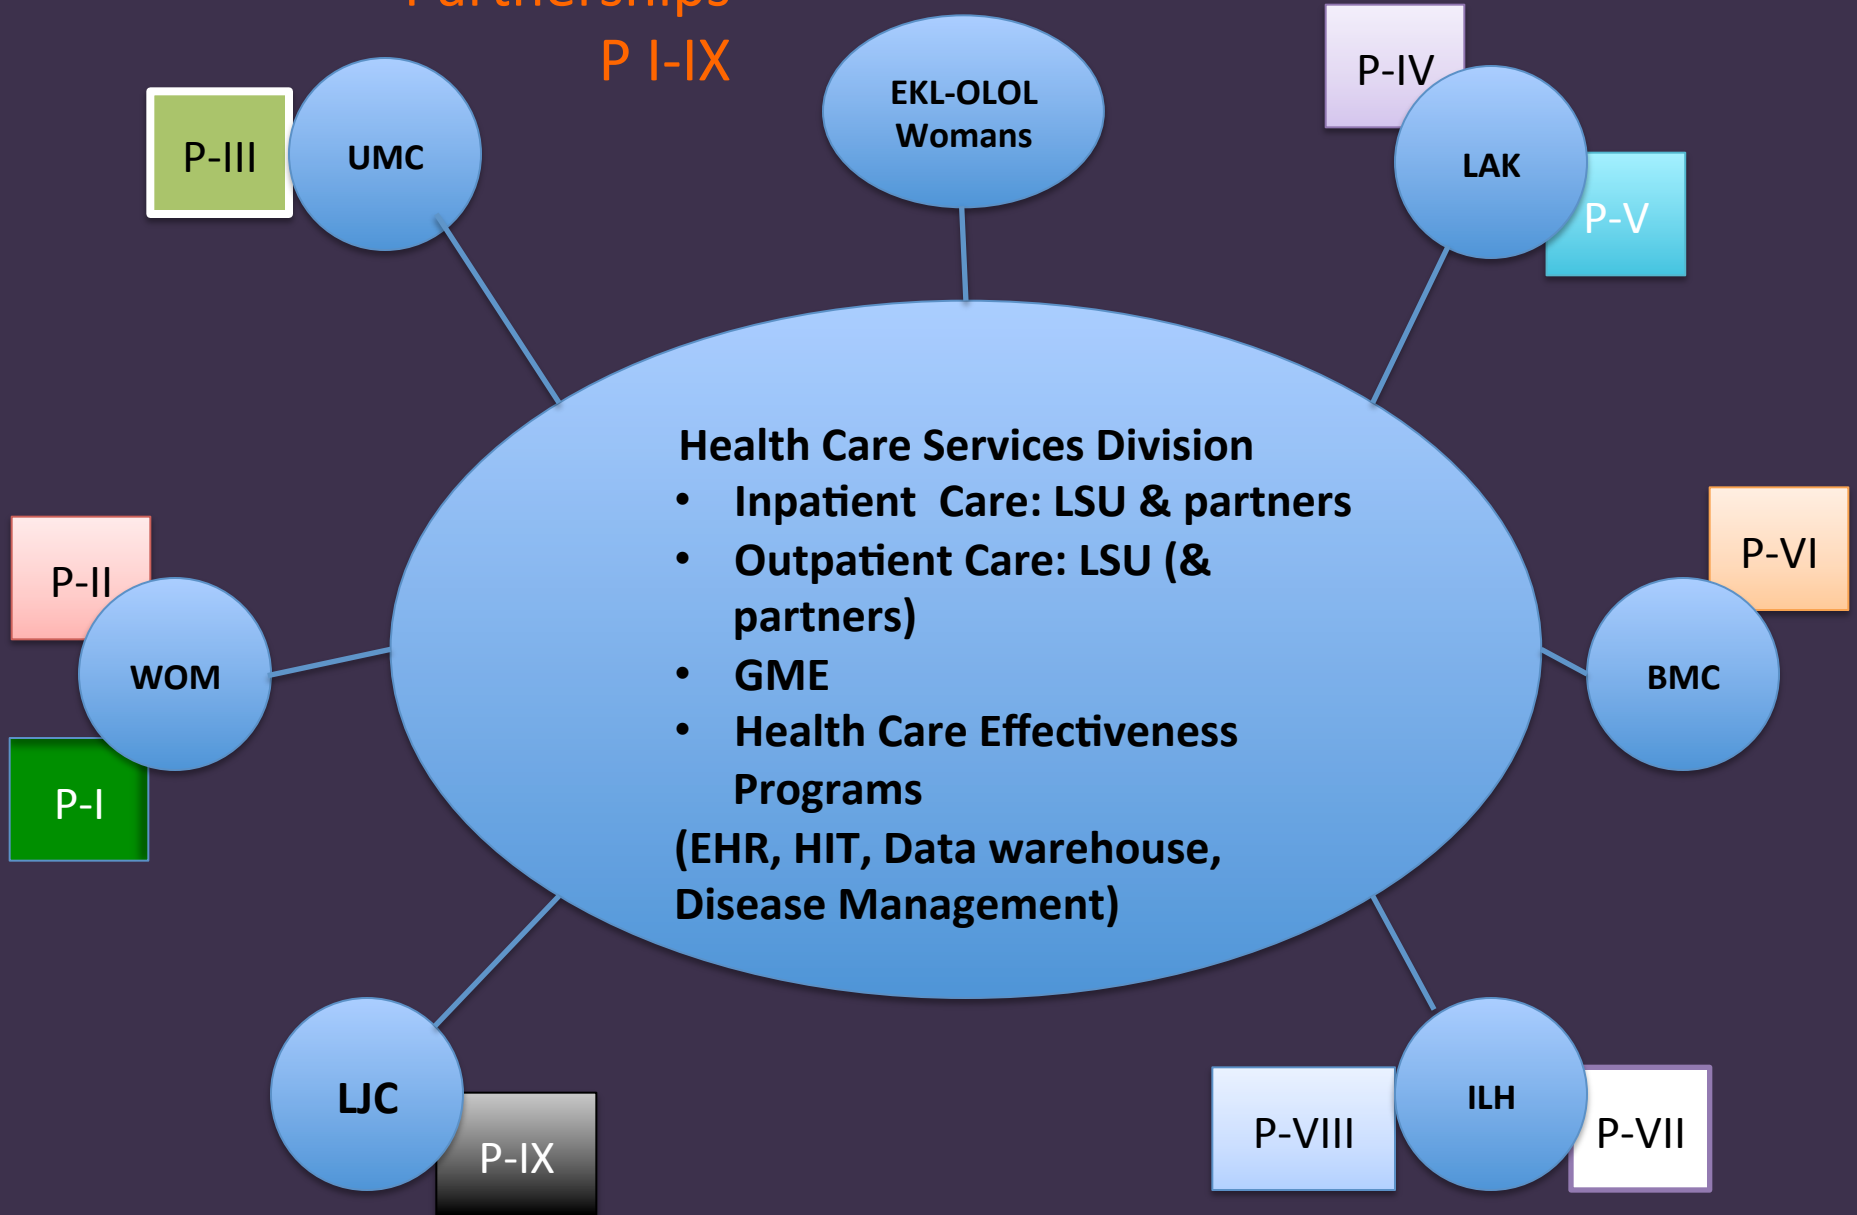 Partnerships
P I-IX
EKL-OLOL
Womans
P-IV
LAK
P-V
P-III
UMC
Health Care Services Division
• Inpatient Care: LSU & partners
• Outpatient Care: LSU (&
partners)
• GME
• Health Care Effectiveness
Programs
(EHR, HIT, Data warehouse,
Disease Management)
P-II
WOM
P-I
P-VI
BMC
LJC
P-IX
P-VIII
ILH
P-VII